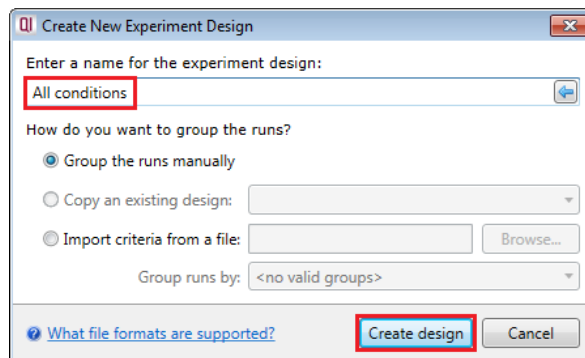 QI Create New Experiment Design
Enter a name for the experiment design:
All conditions
How do you want to group the runs?
Group the runs manually
Copy an existing design:
Import criteria from a file: Browse...
Group runs by: <no valid groups>
? What file formats are supported? Create design Cancel